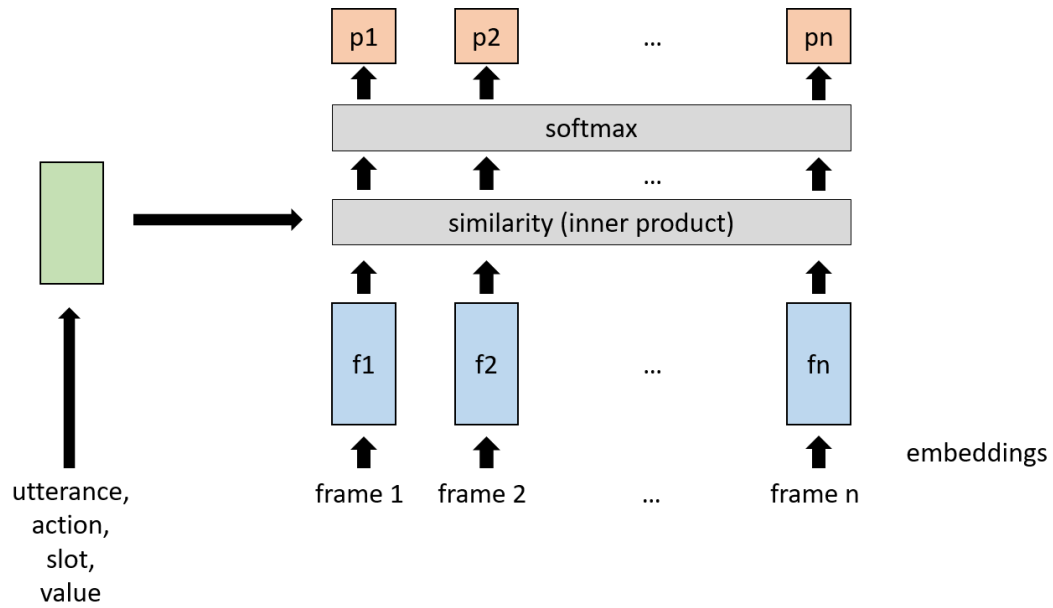 p1 p2 ... pn
softmax
...
similarity (inner product)
f1 f2 ... fn
embeddings
frame 1 frame 2 ... frame n
utterance,
action,
slot,
value